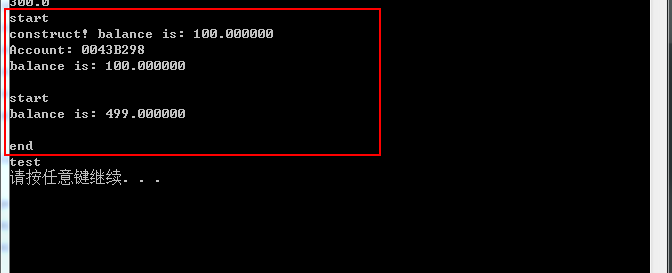 300.0
start
construct! balance is: 100.000000
Account: 0043B298
balance is: 100.000000
start
balance is: 499.000000
end
test
请按任意键继续. . .